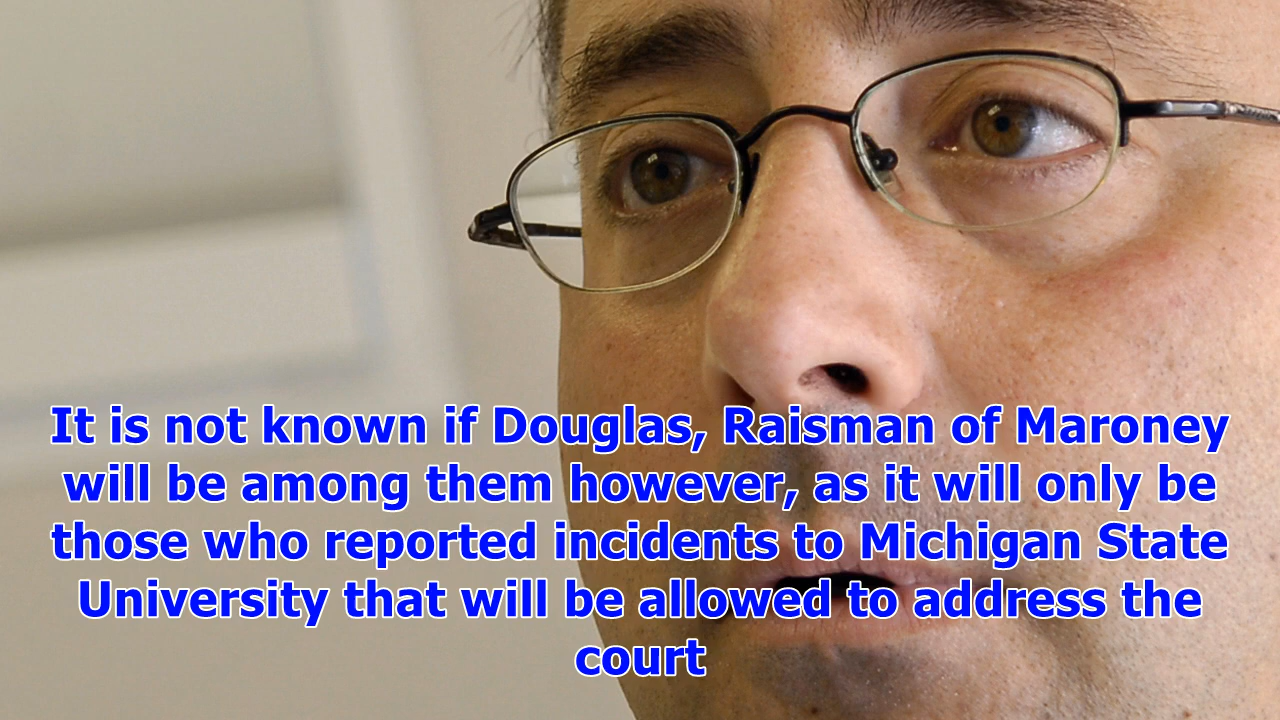 It is not known if Douglas, Raisman of Maroney
will be among them however, as it will only be
those who reported incidents to Michigan State
University that will be allowed to address the
court